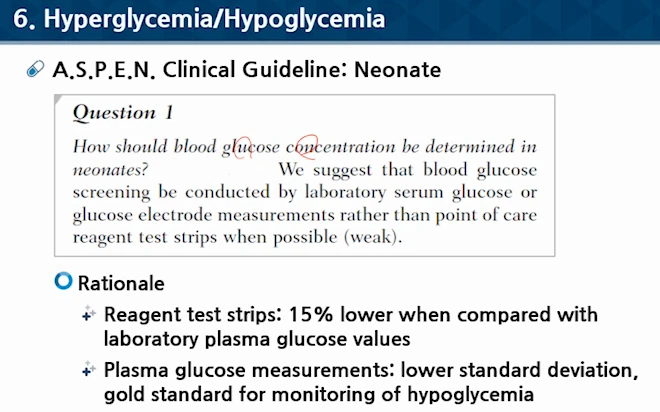 6. Hyperglycemia/Hypoglycemia
A.S.P.E.N. Clinical Guideline: Neonate
Question 1
How should blood glucose concentration be determined in
neonates? We suggest that blood glucose
screening be conducted by laboratory serum glucose or
glucose electrode measurements rather than point of care
reagent test strips when possible (weak).
Rationale
Reagent test strips: 15% lower when compared with
laboratory plasma glucose values
Plasma glucose measurements: lower standard deviation,
gold standard for monitoring of hypoglycemia